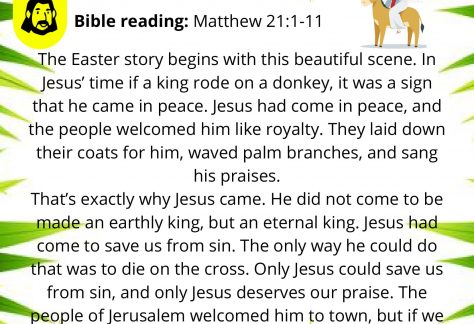 Bible reading: Matthew 21:1-11
The Easter story begins with this beautiful scene. In
Jesus’ time if a king rode on a donkey, it was a sign
that he came in peace. Jesus had come in peace, and
the people welcomed him like royalty. They laid down
their coats for him, waved palm branches, and sang
his praises.
That’s exactly why Jesus came. He did not come to be
made an earthly king, but an eternal king. Jesus had
come to save us from sin. The only way he could do
that was to die on the cross. Only Jesus could save us
from sin, and only Jesus deserves our praise. The
people of Jerusalem welcomed him to town, but if we